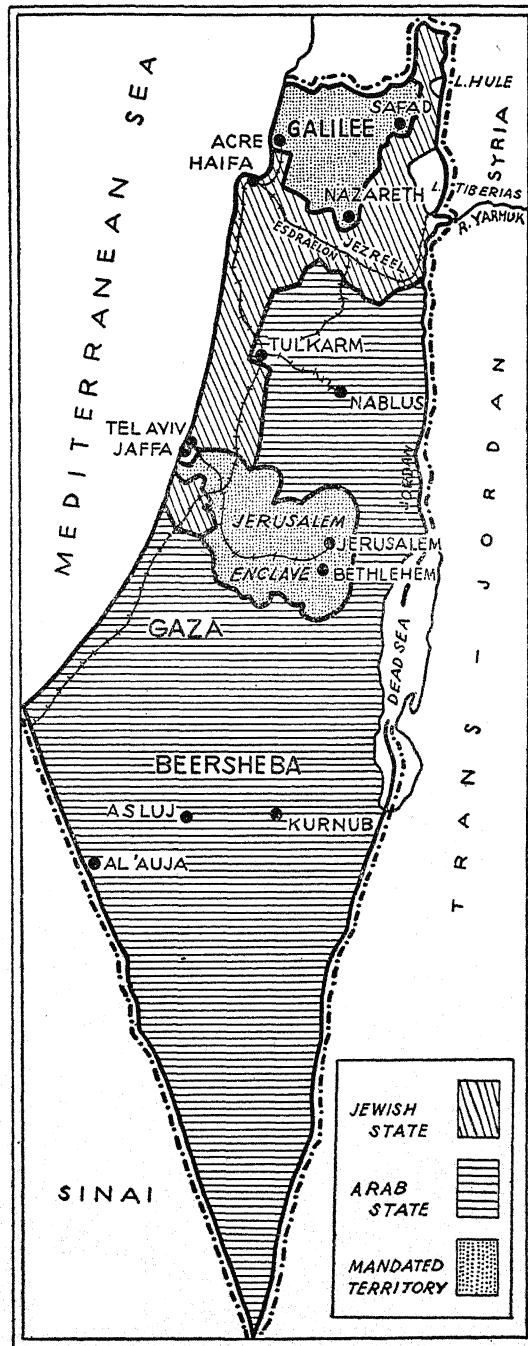 MEDITERRANEAN SEA
L. HULE
SAFAD
GALILEE
SYRIA
ACRE
HAIFA
L. TIBERIAS
NAZARETH
R. YARMUK
ESDRAELON
JEZREEL
TULKARM
NABLUS
TEL AVIV
JAFFA
JORDAN
TRANS – JORDAN
JERUSALEM
ENCLAVE
JERUSALEM
BETHLEHEM
GAZA
DEAD SEA
BEERSHEBA
ASLUJ
KURNUB
AL 'AUJA
SINAI
JEWISH
STATE
ARAB
STATE
MANDATED
TERRITORY